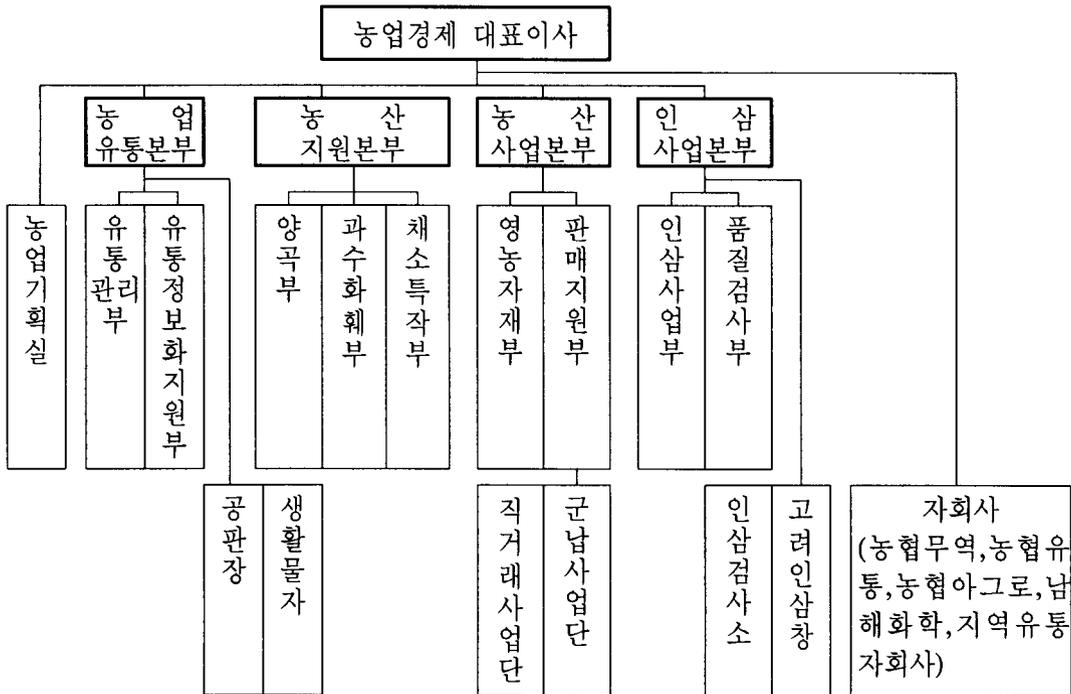 농업경제 대표이사
농 업
유통본부
농 산
지원본부
농 산
사업본부
인 삼
사업본부
농업기획실
유통관리부
유통정보화지원부
양곡부
과수화훼부
채소특작부
영농자재부
판매지원부
인삼사업부
품질검사부
공판장
생활물자
직거래사업단
군납사업단
인삼검사소
고려인삼창
자회사
(농협무역,농협유
통,농협아그로,남
해화학,지역유통
자회사)